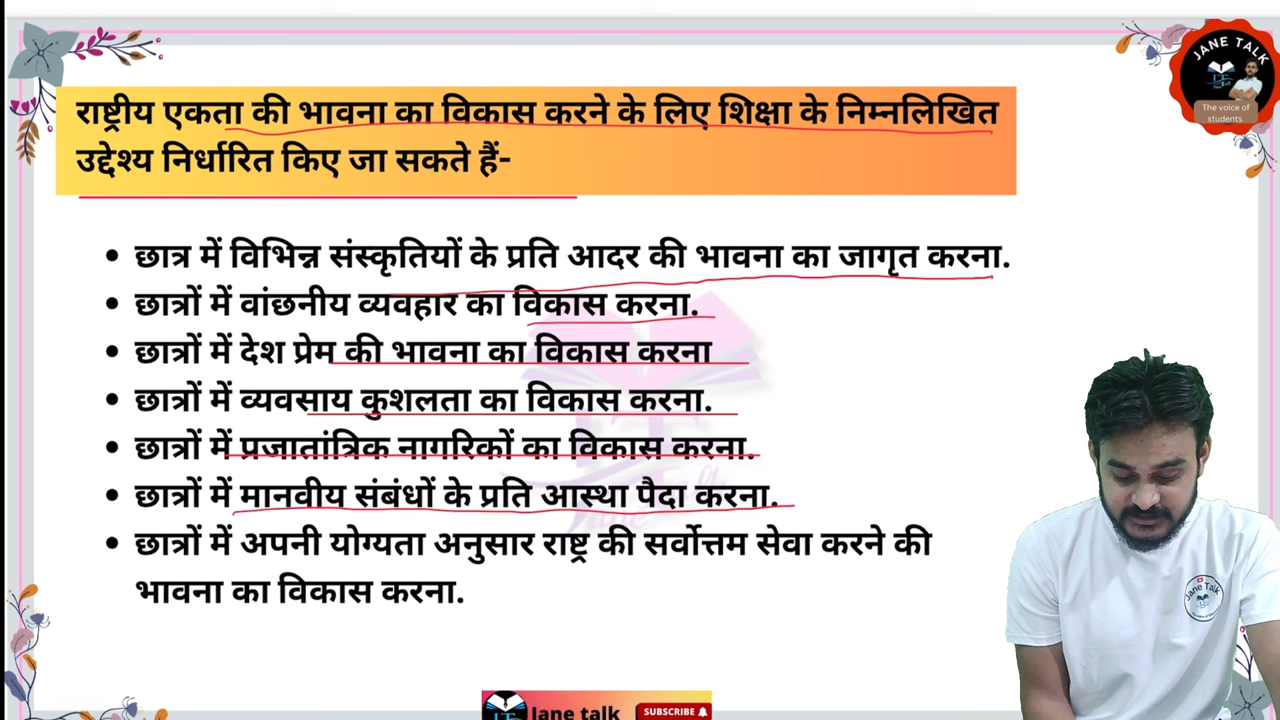 राष्ट्रीय एकता की भावना का विकास करने के लिए शिक्षा के निम्नलिखित
उद्देश्य निर्धारित किए जा सकते हैं-
JANE TALK
The voice of
students
• छात्र में विभिन्न संस्कृतियों के प्रति आदर की भावना का जागृत करना.
• छात्रों में वांछनीय व्यवहार का विकास करना.
• छात्रों में देश प्रेम की भावना का विकास करना
• छात्रों में व्यवसाय कुशलता का विकास करना.
• छात्रों में प्रजातांत्रिक नागरिकों का विकास करना.
• छात्रों में मानवीय संबंधों के प्रति आस्था पैदा करना.
• छात्रों में अपनी योग्यता अनुसार राष्ट्र की सर्वोत्तम सेवा करने की
भावना का विकास करना.
Jane Talk
Jane talk
SUBSCRIBE